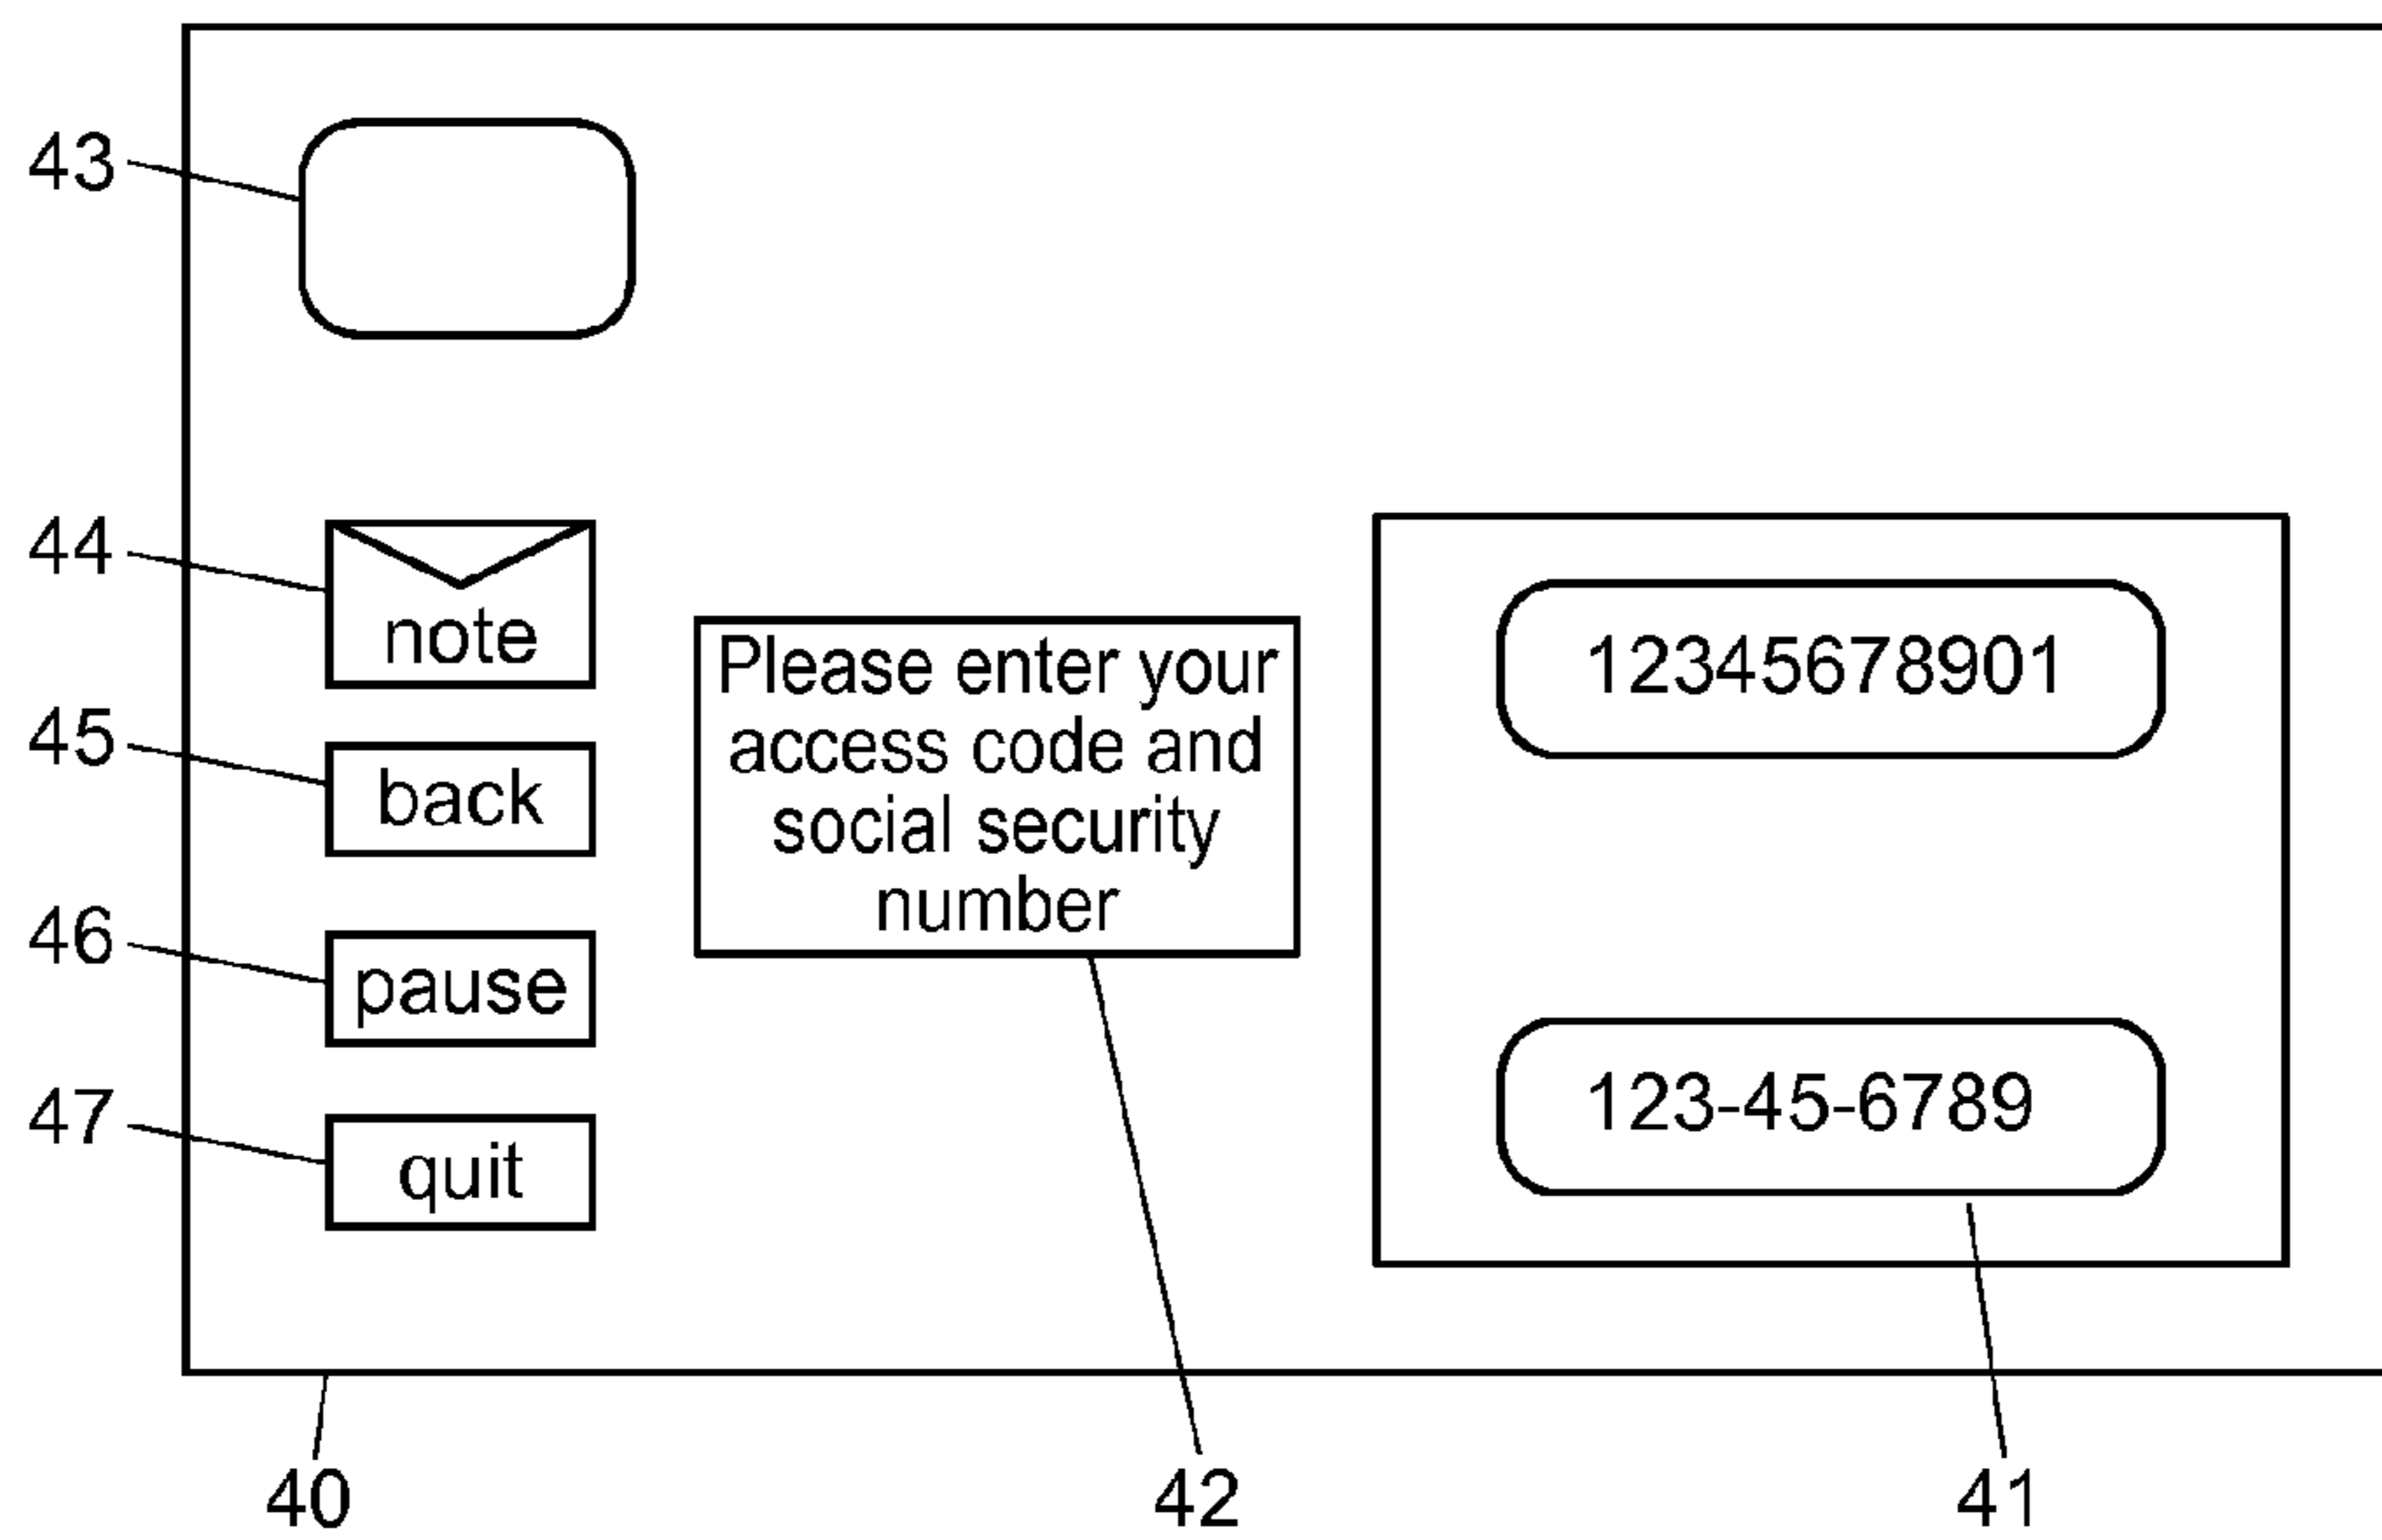 43
44
note
45
back
46
pause
47
quit
Please enter your
access code and
social security
number
12345678901
123-45-6789
40
42
41